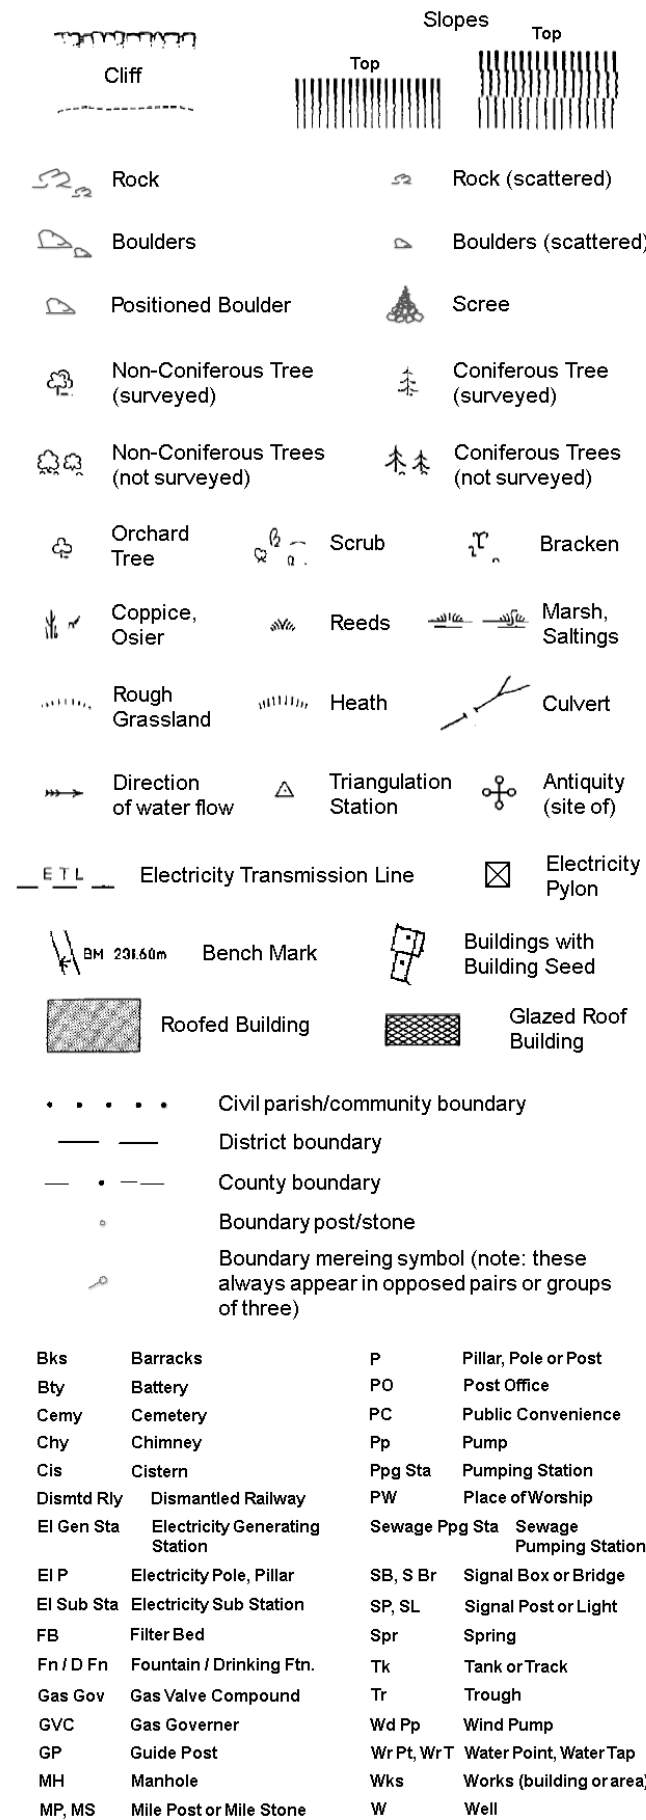 Slopes
Cliff
Top
Top
Rock
Rock (scattered)
Boulders
Boulders (scattered)
Positioned Boulder
Scree
Non-Coniferous Tree
(surveyed)
Coniferous Tree
(surveyed)
Non-Coniferous Trees
(not surveyed)
Coniferous Trees
(not surveyed)
Orchard
Tree
Scrub
Bracken
Coppice,
Osier
Reeds
Marsh,
Saltings
Rough
Grassland
Heath
Culvert
Direction
of water flow
Triangulation
Station
Antiquity
(site of)
E T L
Electricity Transmission Line
Electricity
Pylon
BM 231.60m
Bench Mark
Buildings with
Building Seed
Roofed Building
Glazed Roof
Building
Civil parish/community boundary
District boundary
County boundary
Boundary post/stone
Boundary mereing symbol (note: these
always appear in opposed pairs or groups
of three)
Bks Barracks
Bty Battery
Cemy Cemetery
Chy Chimney
Cis Cistern
Dismtd Rly Dismantled Railway
El Gen Sta Electricity Generating
Station
El P Electricity Pole, Pillar
El Sub Sta Electricity Sub Station
FB Filter Bed
Fn / D Fn Fountain / Drinking Ftn.
Gas Gov Gas Valve Compound
GVC Gas Governer
GP Guide Post
MH Manhole
MP, MS Mile Post or Mile Stone
P Pillar, Pole or Post
PO Post Office
PC Public Convenience
Pp Pump
Ppg Sta Pumping Station
PW Place of Worship
Sewage Ppg Sta Sewage
Pumping Station
SB, S Br Signal Box or Bridge
SP, SL Signal Post or Light
Spr Spring
Tk Tank or Track
Tr Trough
Wd Pp Wind Pump
Wr Pt, Wr T Water Point, Water Tap
Wks Works (building or area)
W Well